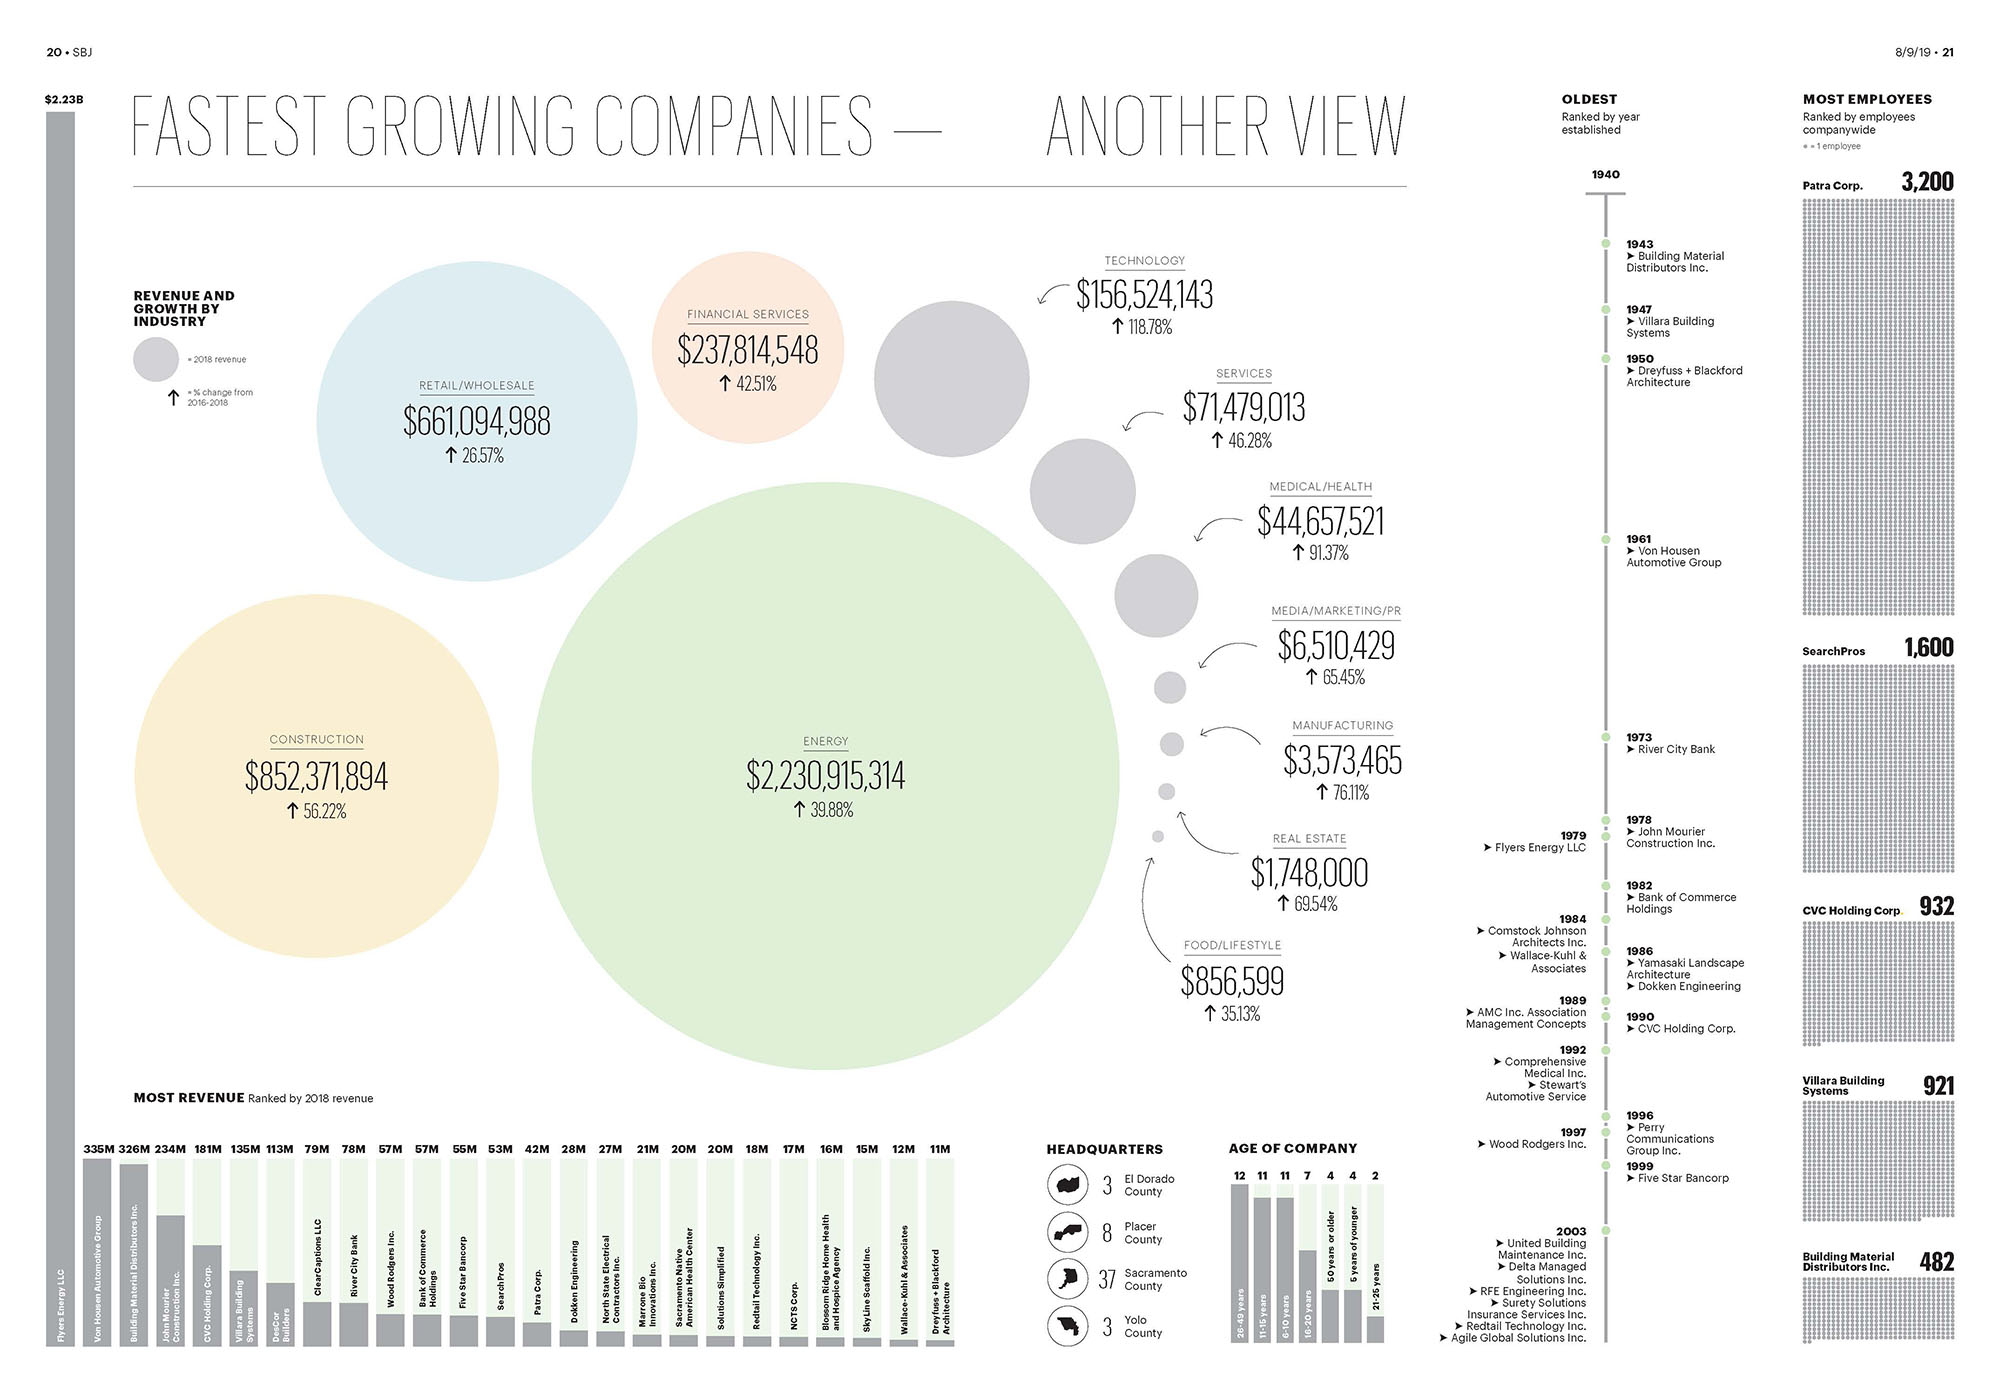 20 • SBJ
8/9/19 • 21
$2.23B
FASTEST GROWING COMPANIES — ANOTHER VIEW
REVENUE AND
GROWTH BY
INDUSTRY
= 2018 revenue
= % change from
2016-2018
RETAIL/WHOLESALE
$661,094,988
↑ 26.57%
FINANCIAL SERVICES
$237,814,548
↑ 42.51%
TECHNOLOGY
$156,524,143
↑ 118.78%
SERVICES
$71,479,013
↑ 46.28%
MEDICAL/HEALTH
$44,657,521
↑ 91.37%
MEDIA/MARKETING/PR
$6,510,429
↑ 65.45%
MANUFACTURING
$3,573,465
↑ 76.11%
REAL ESTATE
$1,748,000
↑ 69.54%
FOOD/LIFESTYLE
$856,599
↑ 35.13%
CONSTRUCTION
$852,371,894
↑ 56.22%
ENERGY
$2,230,915,314
↑ 39.88%
MOST REVENUE Ranked by 2018 revenue
335M 326M 234M 181M 135M 113M 79M 78M 57M 57M 55M 53M 42M 28M 27M 21M 20M 20M 18M 17M 16M 15M 12M 11M
Flyers Energy LLC
Von Housen Automotive Group
Building Material Distributors Inc.
John Mourier
Construction Inc.
CVC Holding Corp.
Villara Building
Systems
DesCor
Builders
ClearCaptions LLC
River City Bank
Wood Rodgers Inc.
Bank of Commerce
Holdings
Five Star Bancorp
SearchPros
Patra Corp.
Dokken Engineering
North State Electrical
Contractors Inc.
Marrone Bio
Innovations Inc.
Sacramento Native
American Health Center
Solutions Simplified
Redtail Technology Inc.
NCTS Corp.
Blossom Ridge Home Health
and Hospice Agency
SkyLine Scaffold Inc.
Wallace-Kuhl & Associates
Dreyfuss + Blackford
Architecture
HEADQUARTERS
3 El Dorado
County
8 Placer
County
37 Sacramento
County
3 Yolo
County
AGE OF COMPANY
12 11 11 7 4 4 2
26-49 years
11-15 years
6-10 years
16-20 years
50 years or older
5 years of younger
21-25 years
OLDEST
Ranked by year
established
1940
1943
➤ Building Material
Distributors Inc.
1947
➤ Villara Building
Systems
1950
➤ Dreyfuss + Blackford
Architecture
1961
➤ Von Housen
Automotive Group
1973
➤ River City Bank
1978
➤ John Mourier
Construction Inc.
1979
➤ Flyers Energy LLC
1982
➤ Bank of Commerce
Holdings
1984
➤ Comstock Johnson
Architects Inc.
➤ Wallace-Kuhl &
Associates
1986
➤ Yamasaki Landscape
Architecture
➤ Dokken Engineering
1989
➤ AMC Inc. Association
Management Concepts
1990
➤ CVC Holding Corp.
1992
➤ Comprehensive
Medical Inc.
➤ Stewart's
Automotive Service
1996
➤ Perry
Communications
Group Inc.
1997
➤ Wood Rodgers Inc.
1999
➤ Five Star Bancorp
2003
➤ United Building
Maintenance Inc.
➤ Delta Managed
Solutions Inc.
➤ RFE Engineering Inc.
➤ Surety Solutions
Insurance Services Inc.
➤ Redtail Technology Inc.
➤ Agile Global Solutions Inc.
MOST EMPLOYEES
Ranked by employees
companywide
= 1 employee
Patra Corp. 3,200
SearchPros 1,600
CVC Holding Corp. 932
Villara Building
Systems 921
Building Material
Distributors Inc. 482